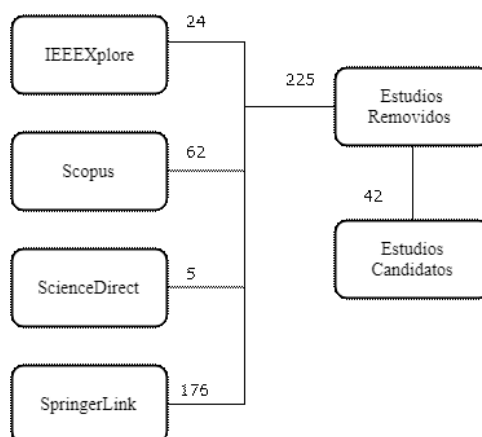 24
IEEEXplore
225
Estudios
Removidos
62
Scopus
42
Estudios
Candidatos
5
ScienceDirect
176
SpringerLink